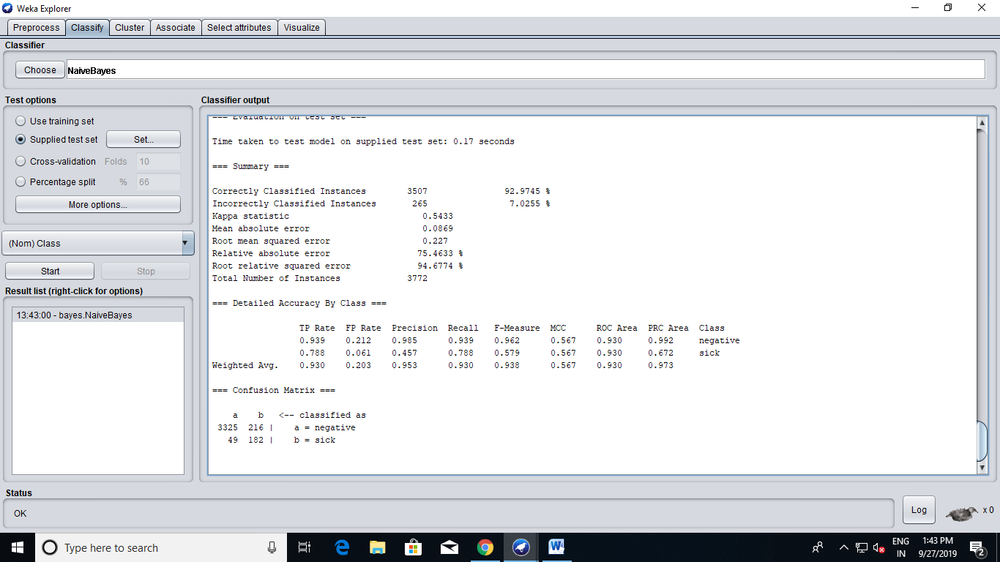 Weka Explorer
Preprocess Classify Cluster Associate Select attributes Visualize
Classifier
Choose NaiveBayes
Test options
Use training set
Supplied test set Set...
Cross-validation Folds 10
Percentage split % 66
More options...
(Nom) Class
Start Stop
Result list (right-click for options)
13:43:00 - bayes.NaiveBayes
Classifier output
=== Evaluation on test set ===
Time taken to test model on supplied test set: 0.17 seconds
=== Summary ===
Correctly Classified Instances 3507 92.9745 %
Incorrectly Classified Instances 265 7.0255 %
Kappa statistic 0.5433
Mean absolute error 0.0869
Root mean squared error 0.227
Relative absolute error 75.4633 %
Root relative squared error 94.6774 %
Total Number of Instances 3772
=== Detailed Accuracy By Class ===
TP Rate FP Rate Precision Recall F-Measure MCC ROC Area PRC Area Class
0.939 0.212 0.985 0.939 0.962 0.567 0.930 0.992 negative
0.788 0.061 0.457 0.788 0.579 0.567 0.930 0.672 sick
Weighted Avg. 0.930 0.203 0.953 0.930 0.938 0.567 0.930 0.973
=== Confusion Matrix ===
a b <-- classified as
3325 216 | a = negative
49 182 | b = sick
Status
OK
Log x 0
Type here to search
ENG
IN
1:43 PM
9/27/2019
2